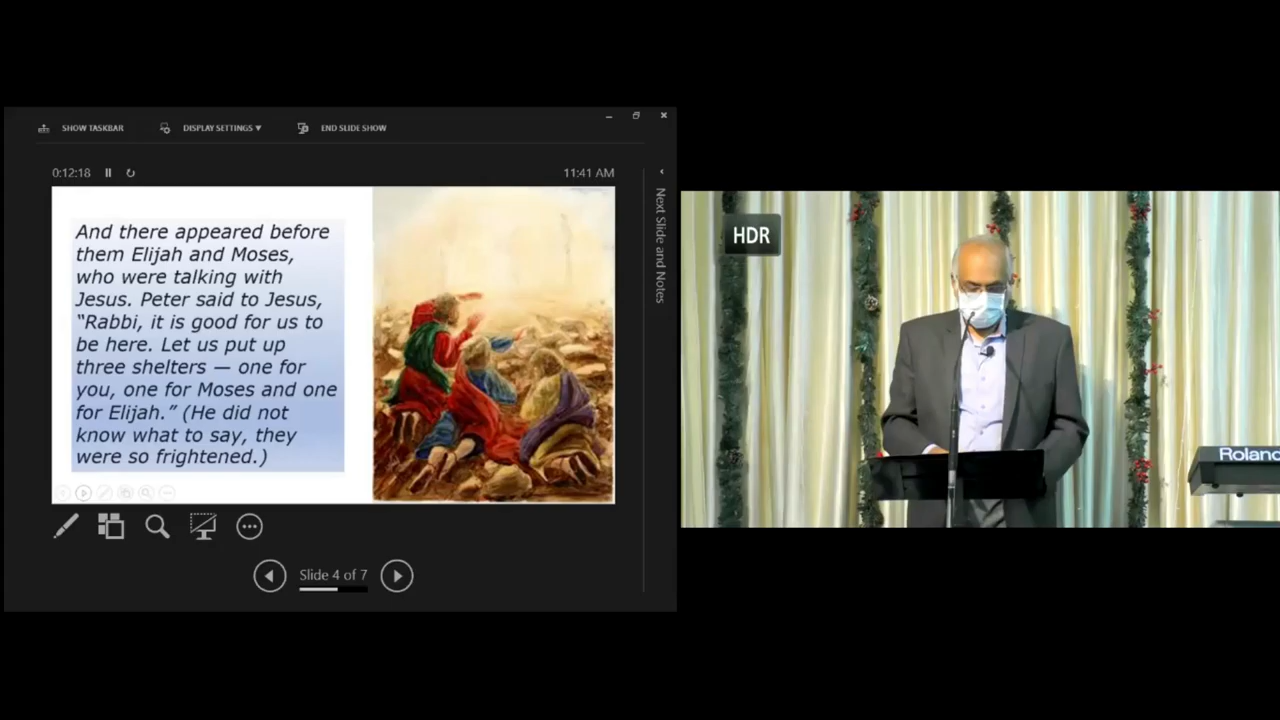 SHOW TASKBAR
DISPLAY SETTINGS ▼
END SLIDE SHOW
0:12:18
11:41 AM
And there appeared before
them Elijah and Moses,
who were talking with
Jesus. Peter said to Jesus,
“Rabbi, it is good for us to
be here. Let us put up
three shelters — one for
you, one for Moses and one
for Elijah.” (He did not
know what to say, they
were so frightened.)
Next Slide and Notes
Slide 4 of 7
HDR
Roland